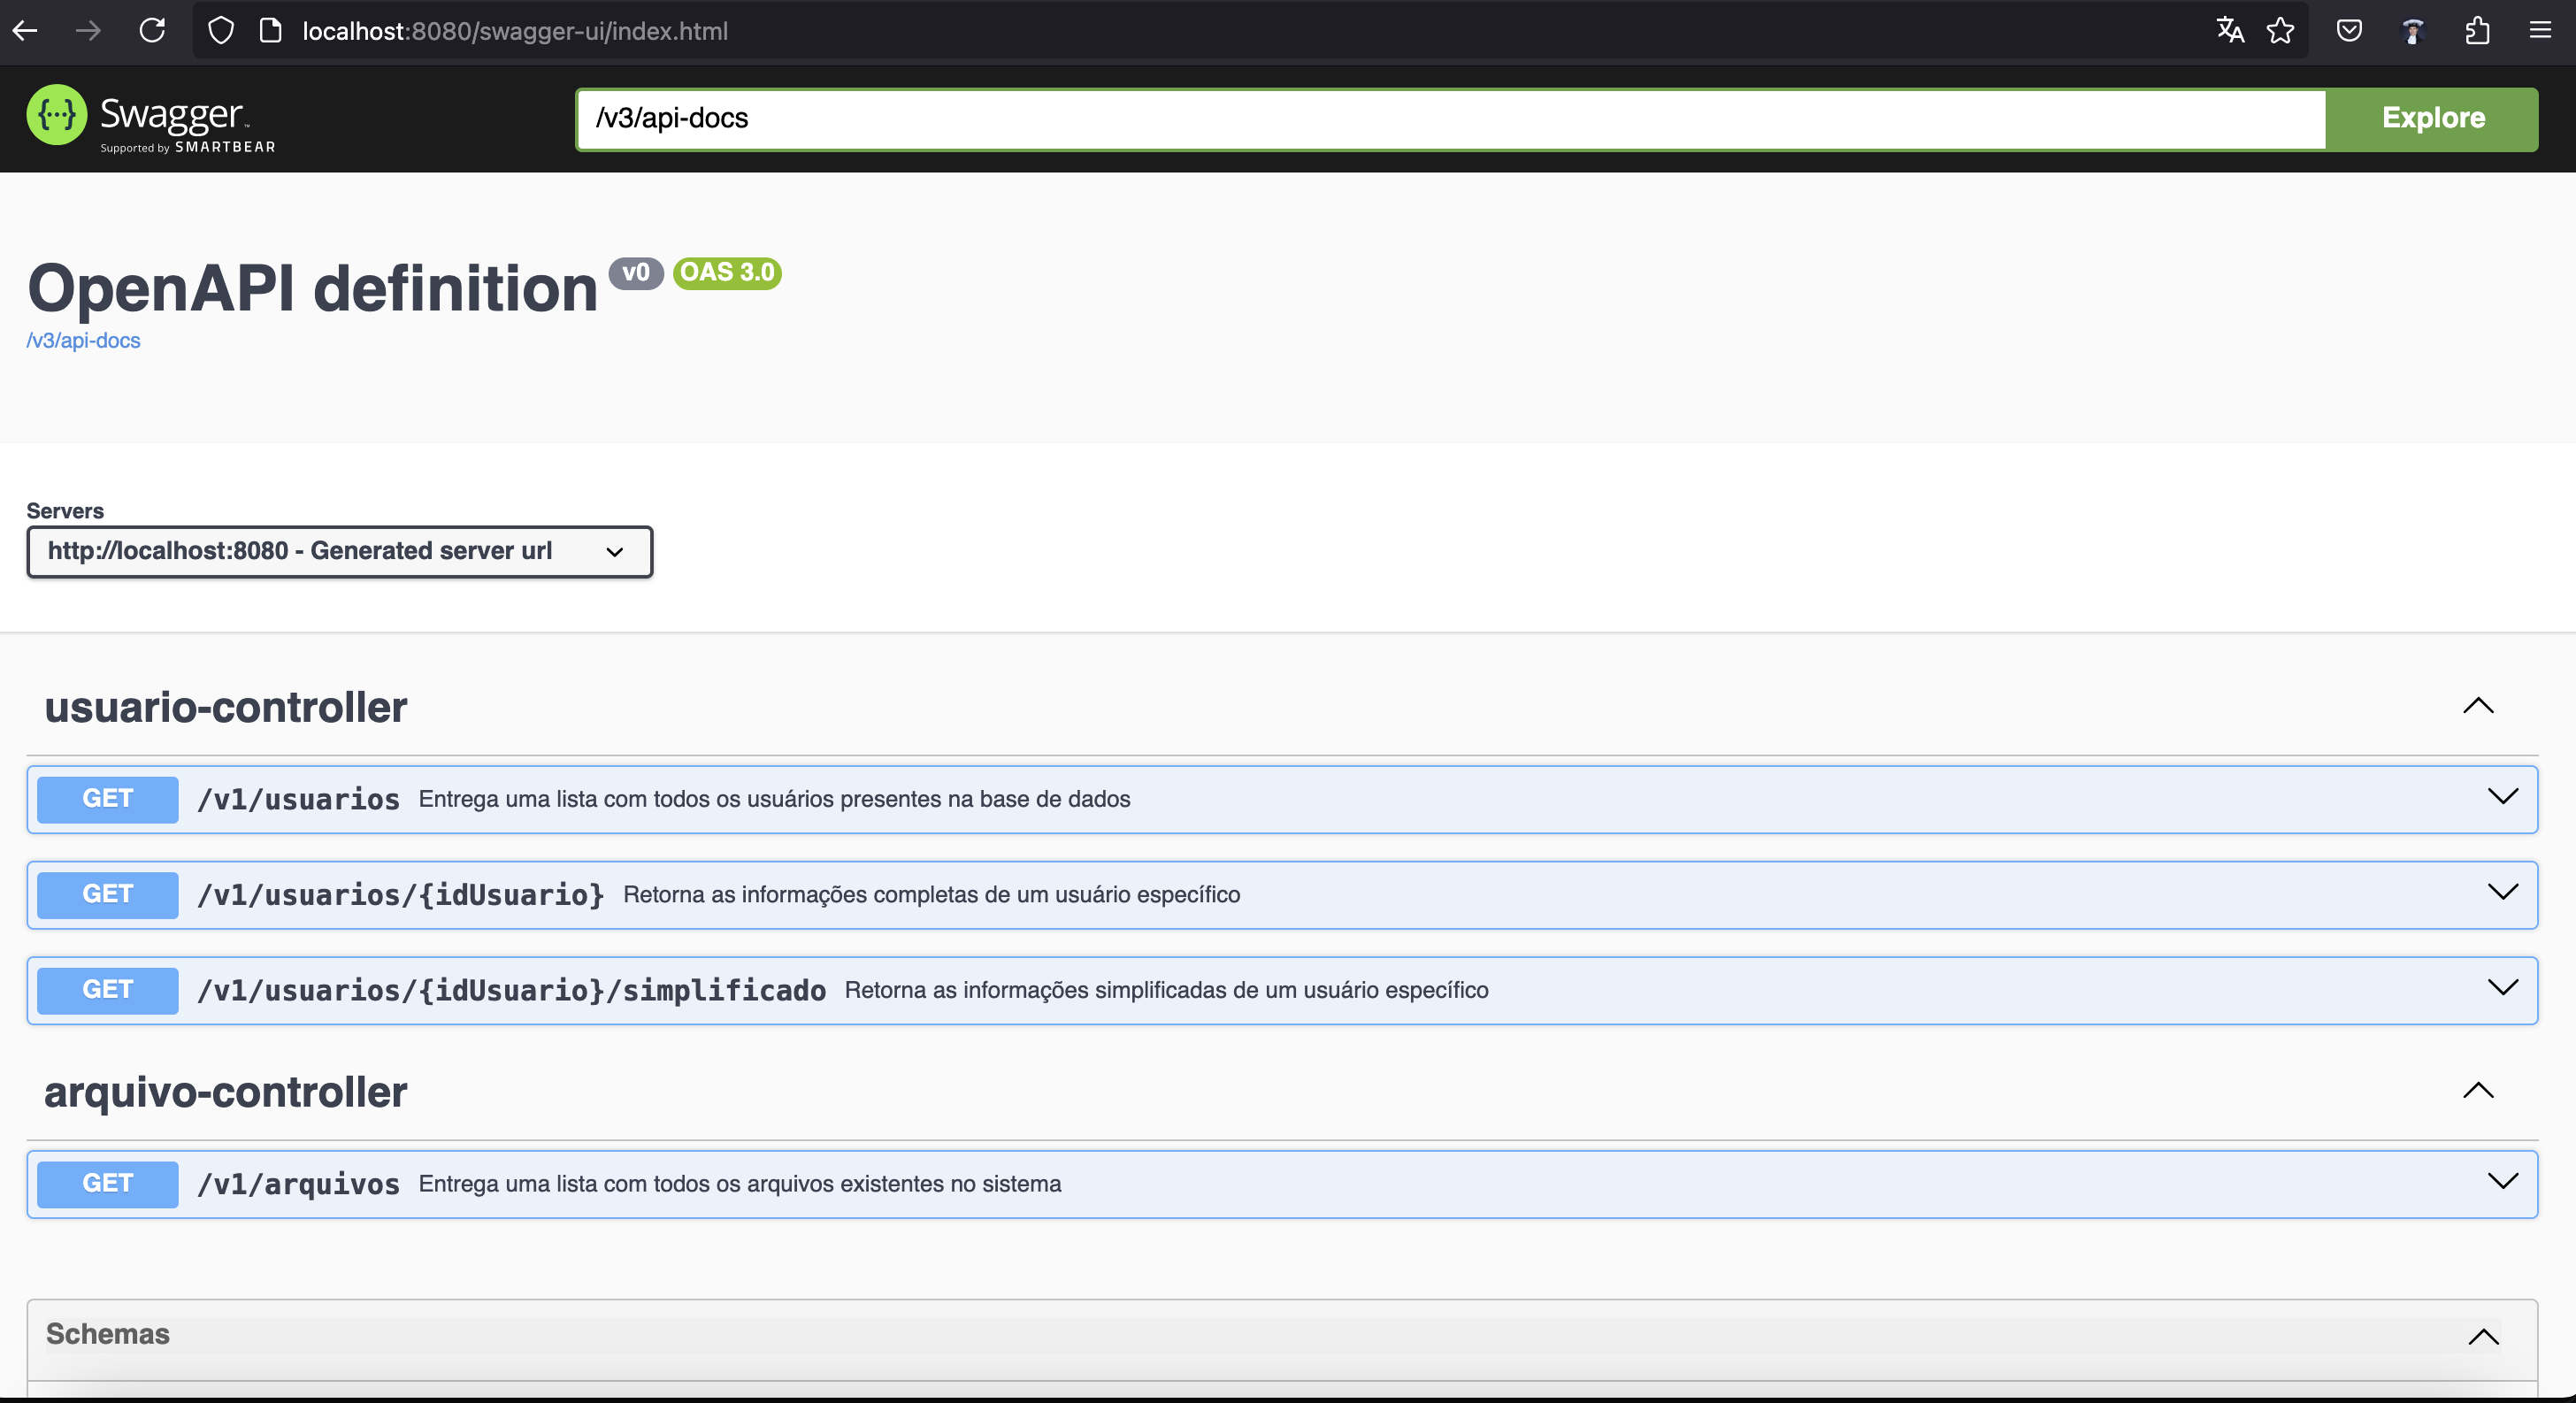 localhost:8080/swagger-ui/index.html
{···} Swagger™
Supported by SMARTBEAR
/v3/api-docs
Explore
OpenAPI definition v0 OAS 3.0
/v3/api-docs
Servers
http://localhost:8080 - Generated server url
usuario-controller
GET /v1/usuarios Entrega uma lista com todos os usuários presentes na base de dados
GET /v1/usuarios/{idUsuario} Retorna as informações completas de um usuário específico
GET /v1/usuarios/{idUsuario}/simplificado Retorna as informações simplificadas de um usuário específico
arquivo-controller
GET /v1/arquivos Entrega uma lista com todos os arquivos existentes no sistema
Schemas